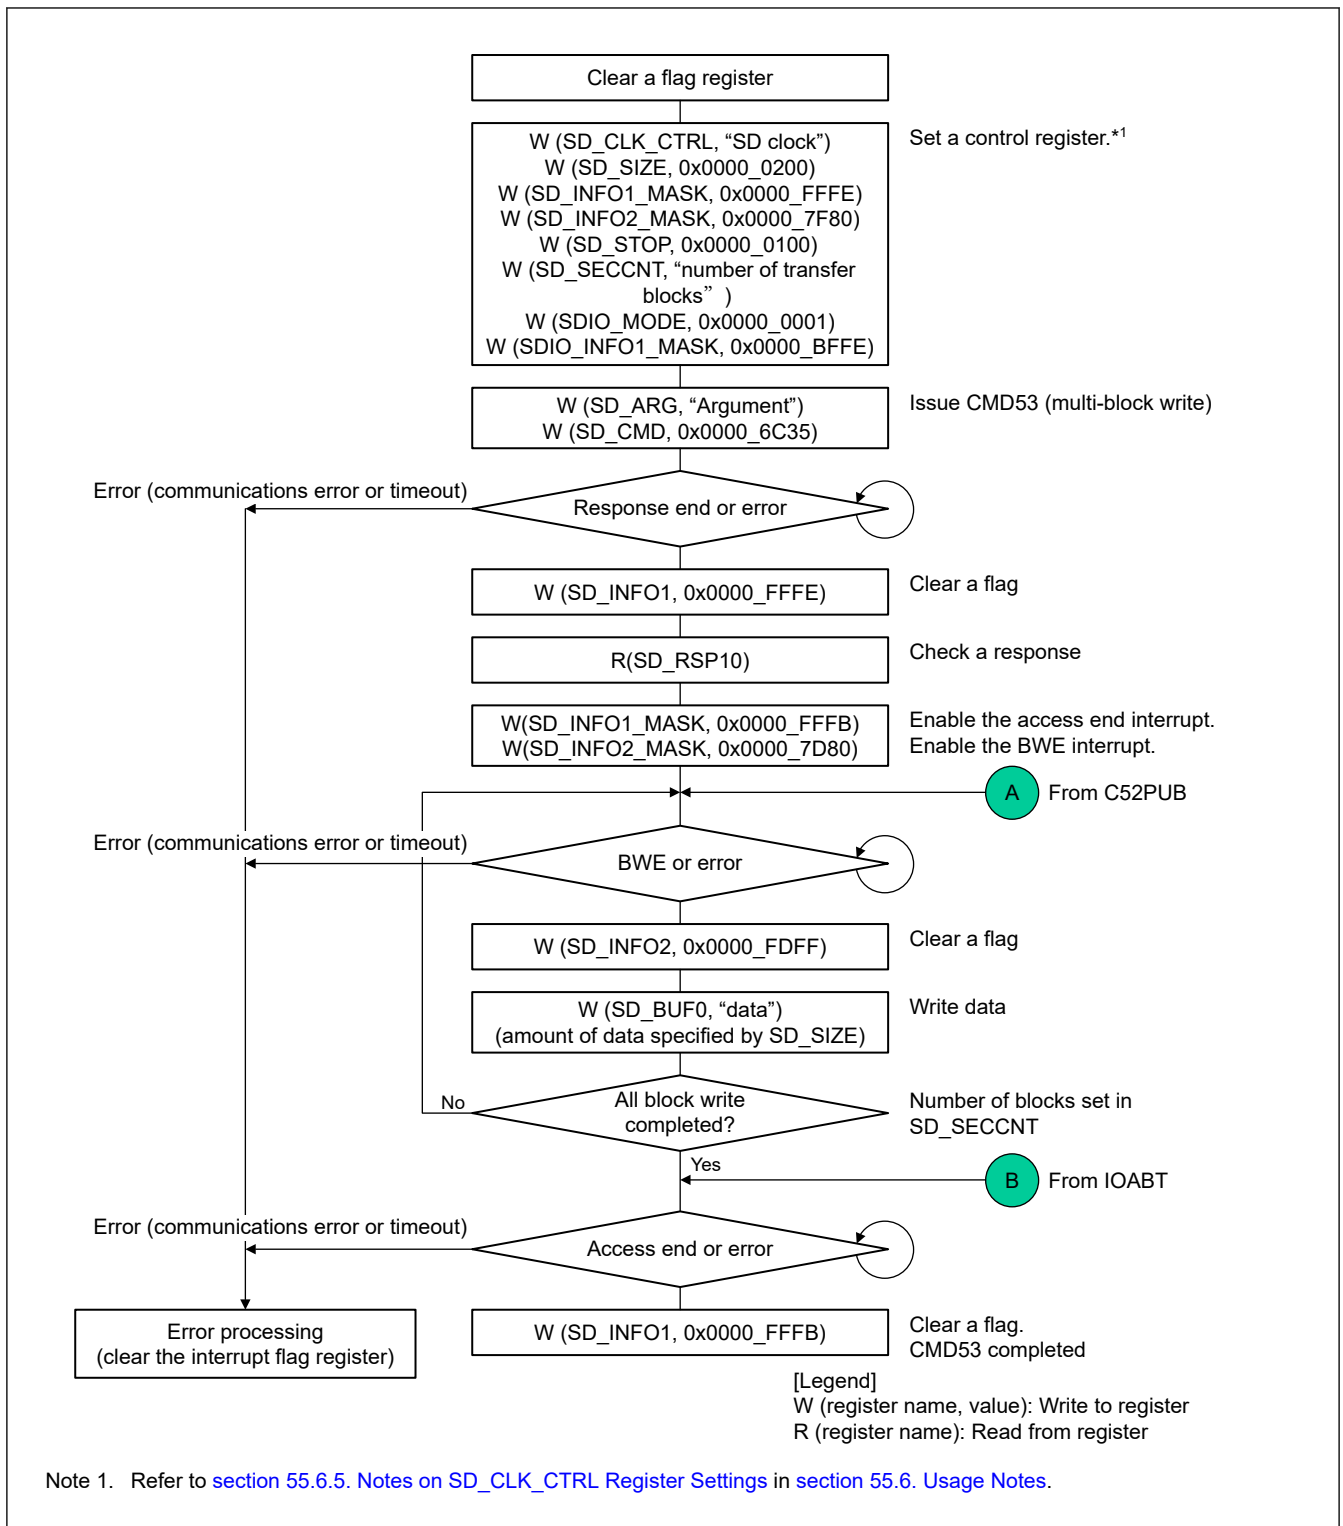 Clear a flag register
W (SD_CLK_CTRL, “SD clock”)
W (SD_SIZE, 0x0000_0200)
W (SD_INFO1_MASK, 0x0000_FFFE)
W (SD_INFO2_MASK, 0x0000_7F80)
W (SD_STOP, 0x0000_0100)
W (SD_SECCNT, “number of transfer
blocks” )
W (SDIO_MODE, 0x0000_0001)
W (SDIO_INFO1_MASK, 0x0000_BFFE)
Set a control register.*1
W (SD_ARG, “Argument”)
W (SD_CMD, 0x0000_6C35)
Issue CMD53 (multi-block write)
Error (communications error or timeout)
Response end or error
W (SD_INFO1, 0x0000_FFFE)
Clear a flag
R(SD_RSP10)
Check a response
W(SD_INFO1_MASK, 0x0000_FFFB)
W(SD_INFO2_MASK, 0x0000_7D80)
Enable the access end interrupt.
Enable the BWE interrupt.
A
From C52PUB
Error (communications error or timeout)
BWE or error
W (SD_INFO2, 0x0000_FDFF)
Clear a flag
W (SD_BUF0, “data”)
(amount of data specified by SD_SIZE)
Write data
No
All block write
completed?
Number of blocks set in
SD_SECCNT
Yes
B
From IOABT
Error (communications error or timeout)
Access end or error
Error processing
(clear the interrupt flag register)
W (SD_INFO1, 0x0000_FFFB)
Clear a flag.
CMD53 completed
[Legend]
W (register name, value): Write to register
R (register name): Read from register
Note 1. Refer to section 55.6.5. Notes on SD_CLK_CTRL Register Settings in section 55.6. Usage Notes.